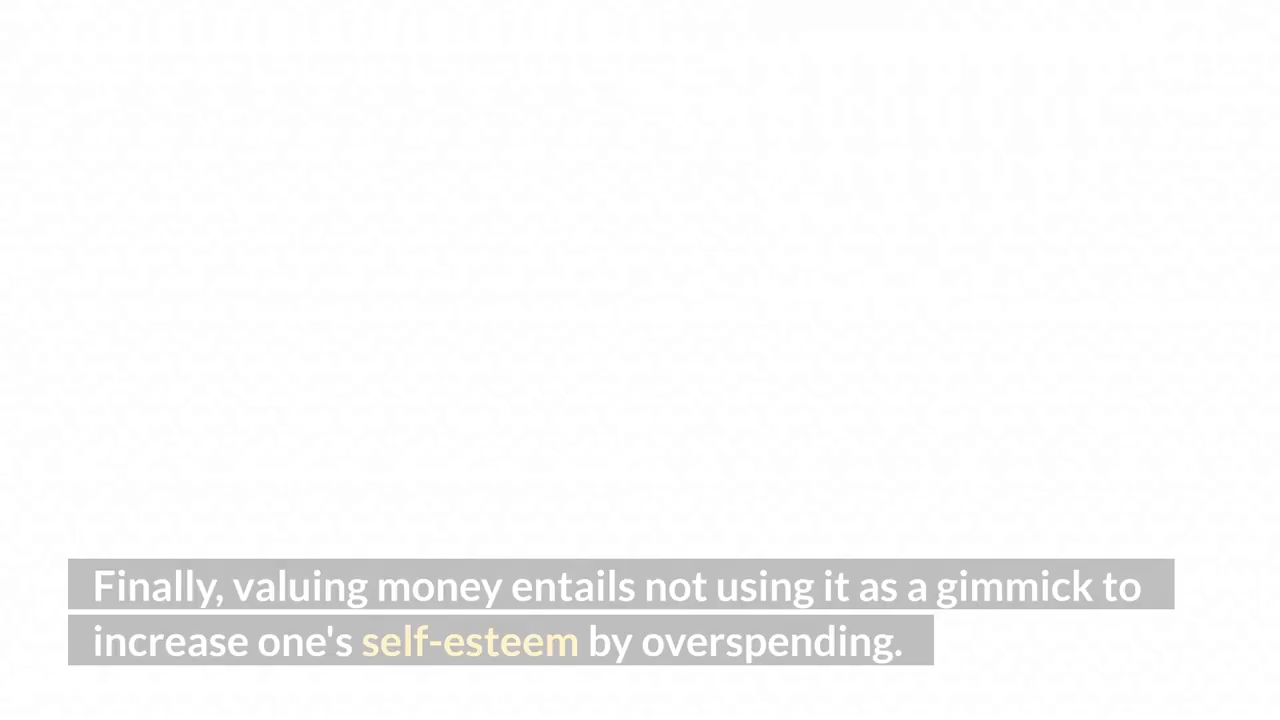 Finally, valuing money entails not using it as a gimmick to
increase one's self-esteem by overspending.